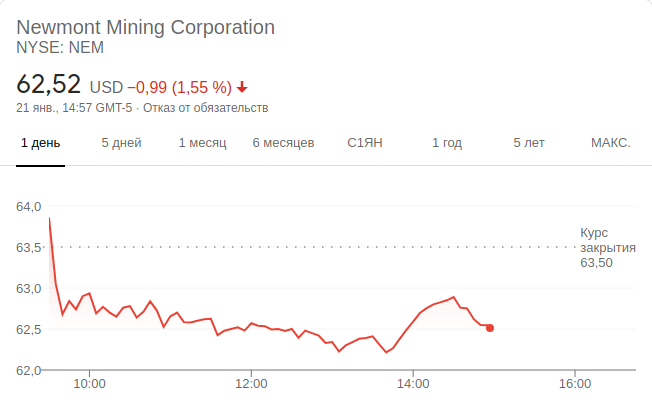 Newmont Mining Corporation
NYSE: NEM
62,52 USD −0,99 (1,55 %)
21 янв., 14:57 GMT-5 · Отказ от обязательств
1 день 5 дней 1 месяц 6 месяцев С1ЯН 1 год 5 лет МАКС.
64,0
63,5
63,0
62,5
62,0
Курс
закрытия
63,50
10:00 12:00 14:00 16:00